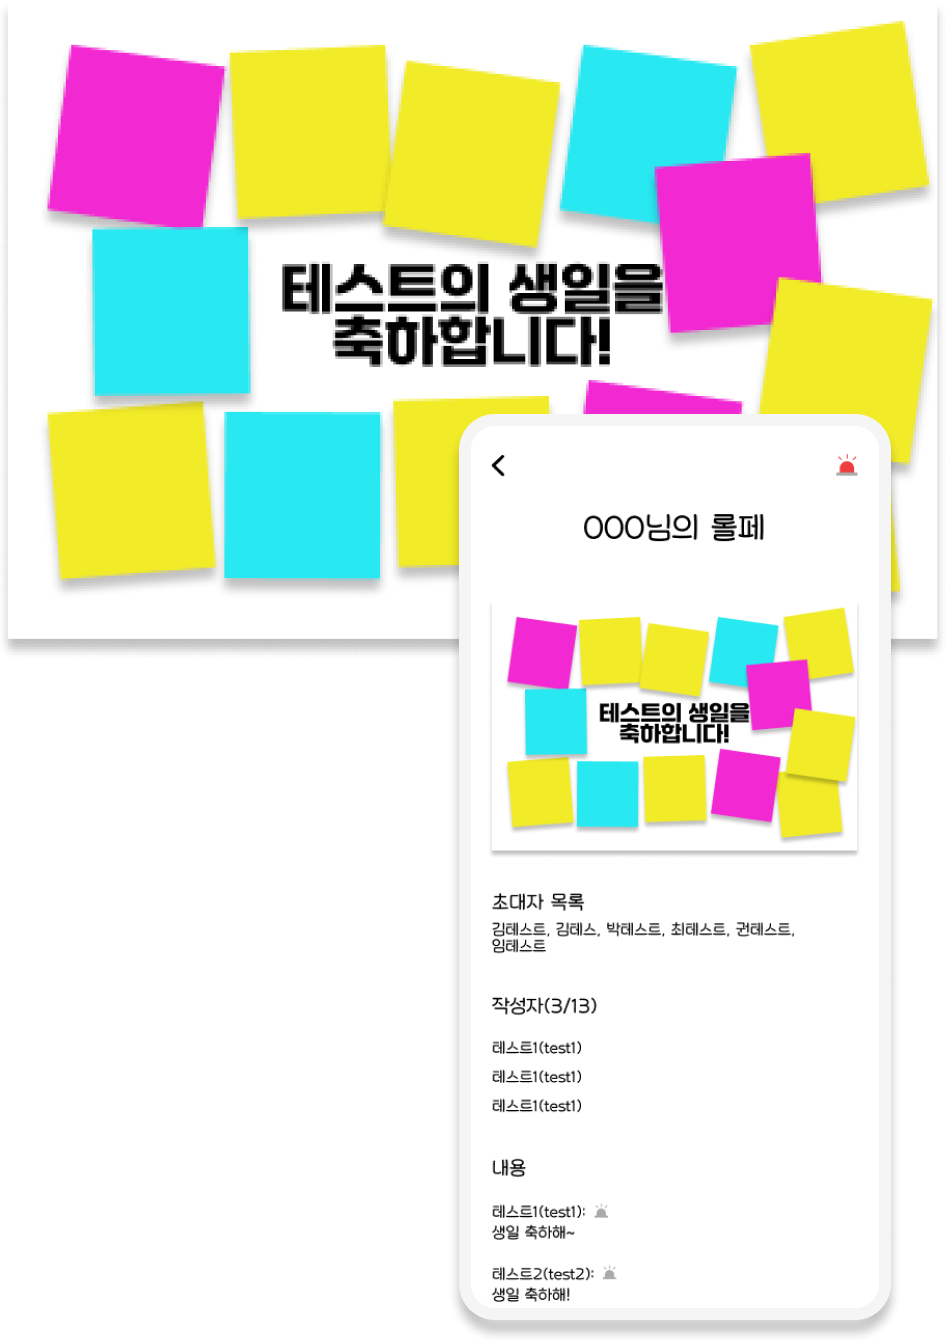 테스트의 생일을
축하합니다!
OOO님의 롤페
테스트의 생일을
축하합니다!
초대자 목록
김테스트, 김테스, 박테스트, 최테스트, 권테스트,
임테스트
작성자(3/13)
테스트1(test1)
테스트1(test1)
테스트1(test1)
내용
테스트1(test1):
생일 축하해~
테스트2(test2):
생일 축하해!